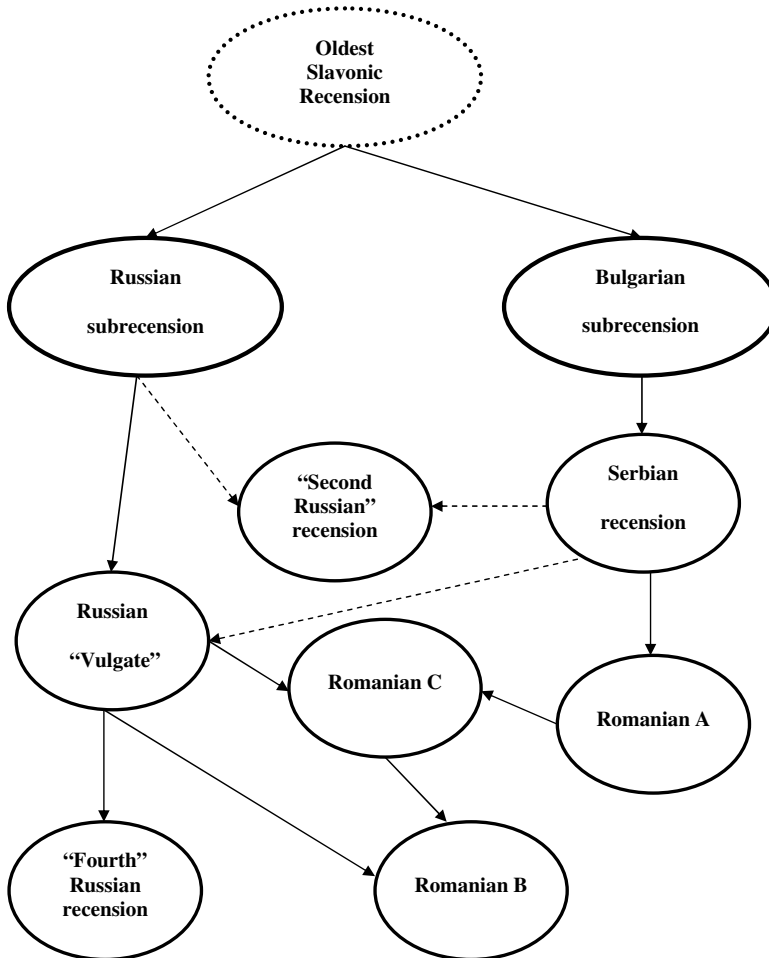 Oldest
Slavonic
Recension
Russian
subrecension
Bulgarian
subrecension
“Second
Russian”
recension
Serbian
recension
Russian
“Vulgate”
Romanian C
Romanian A
“Fourth”
Russian
recension
Romanian B